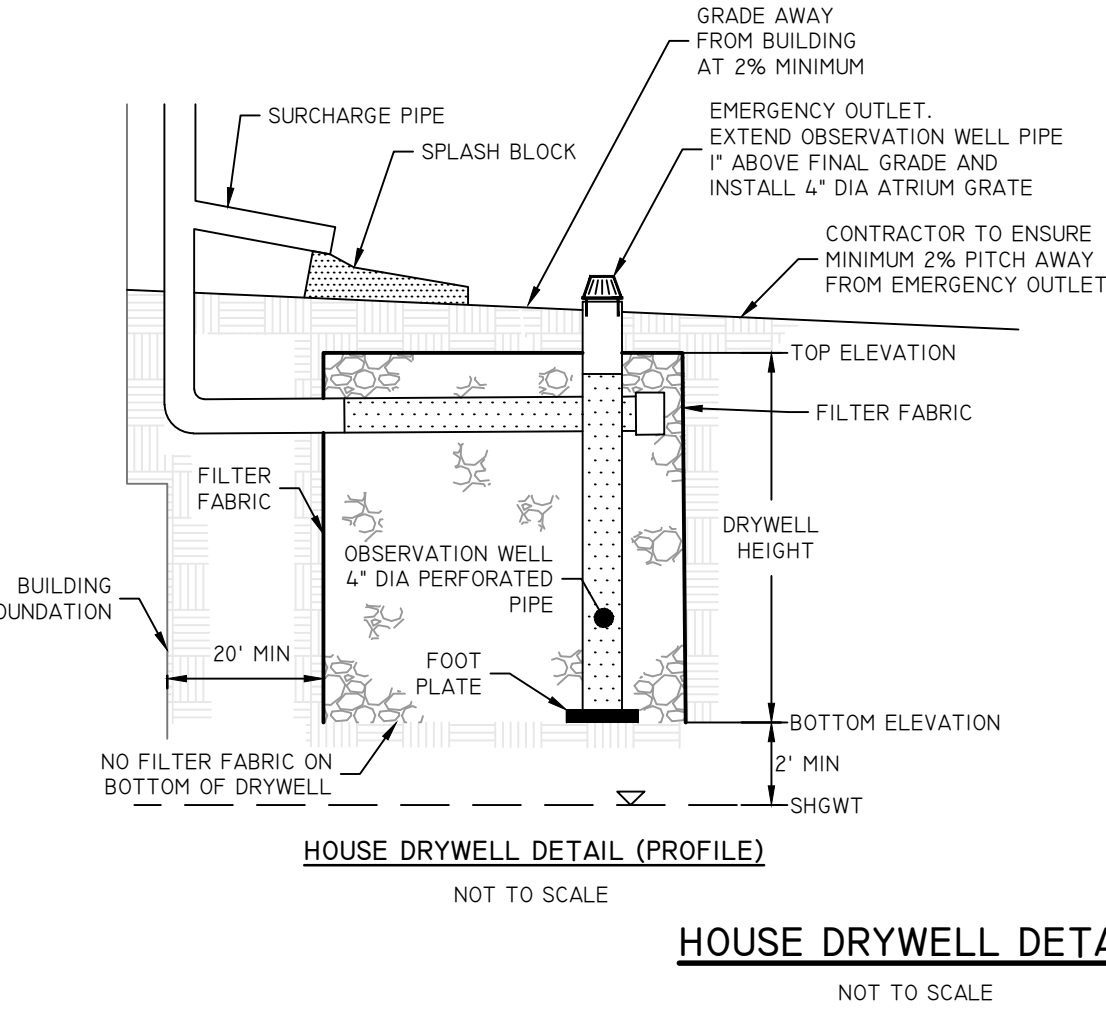 GRADE AWAY
FROM BUILDING
AT 2% MINIMUM
SURCHARGE PIPE
EMERGENCY OUTLET.
EXTEND OBSERVATION WELL PIPE
1" ABOVE FINAL GRADE AND
INSTALL 4" DIA ATRIUM GRATE
SPLASH BLOCK
CONTRACTOR TO ENSURE
MINIMUM 2% PITCH AWAY
FROM EMERGENCY OUTLET
TOP ELEVATION
FILTER FABRIC
FILTER
FABRIC
DRYWELL
HEIGHT
OBSERVATION WELL
4" DIA PERFORATED
PIPE
BUILDING
OUNDATION
20' MIN
FOOT
PLATE
BOTTOM ELEVATION
NO FILTER FABRIC ON
BOTTOM OF DRYWELL
2' MIN
SHGWT
HOUSE DRYWELL DETAIL (PROFILE)
NOT TO SCALE
HOUSE DRYWELL DETA
NOT TO SCALE